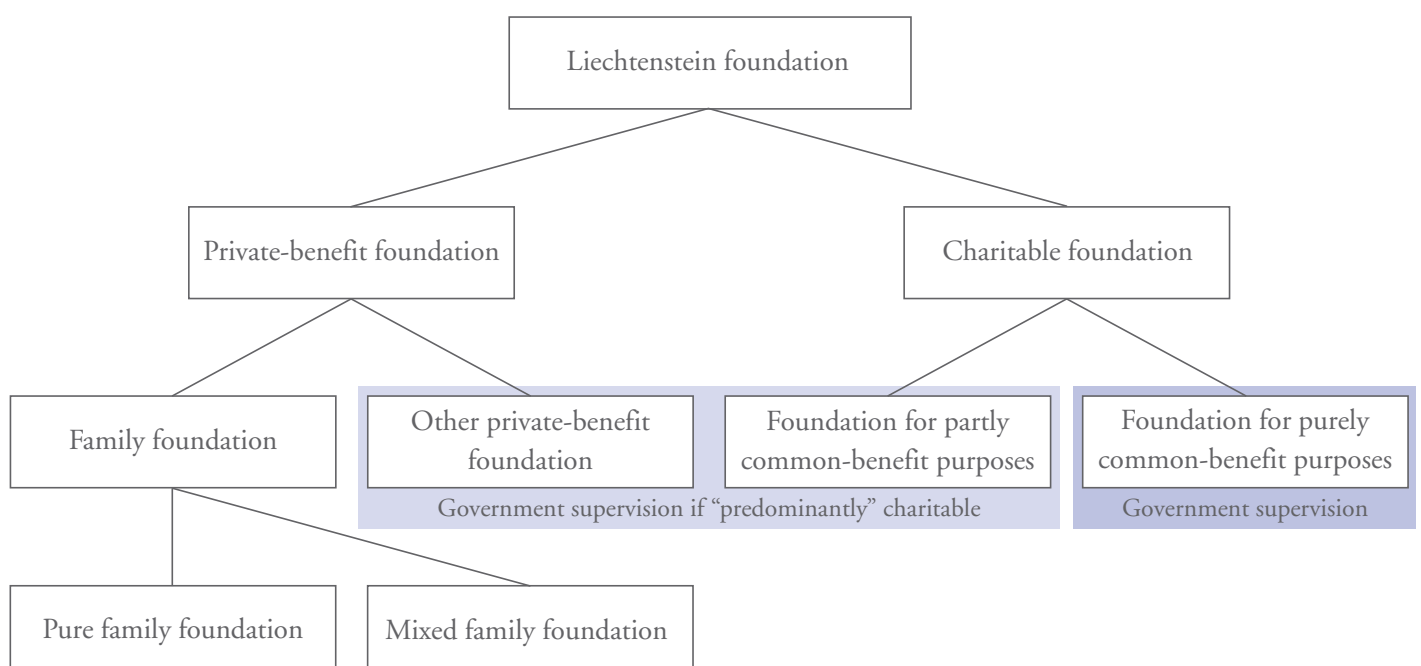 Liechtenstein foundation
Private-benefit foundation
Charitable foundation
Family foundation
Other private-benefit
foundation
Foundation for partly
common-benefit purposes
Foundation for purely
common-benefit purposes
Government supervision if “predominantly” charitable
Government supervision
Pure family foundation
Mixed family foundation